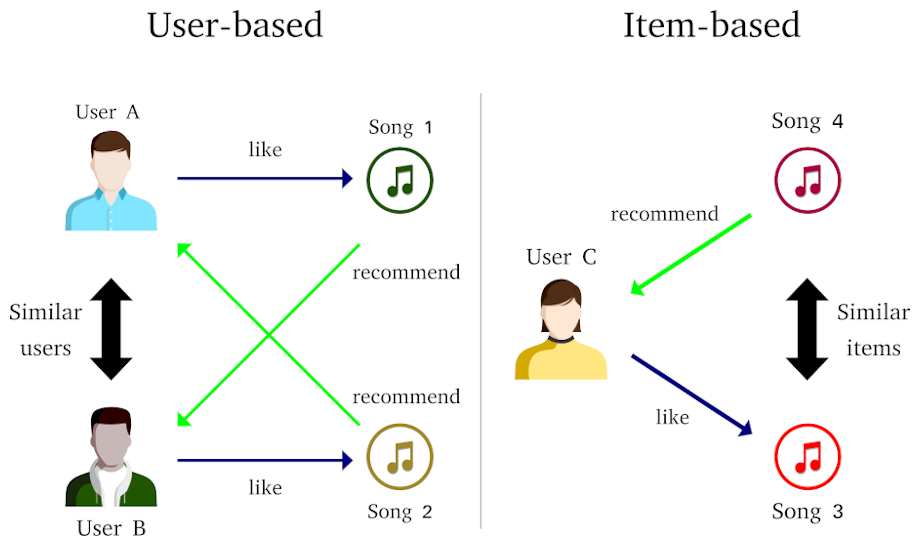 User-based
User A
Song 1
like
recommend
Similar
users
recommend
like
User B
Song 2
Item-based
Song 4
recommend
User C
Similar
items
like
Song 3